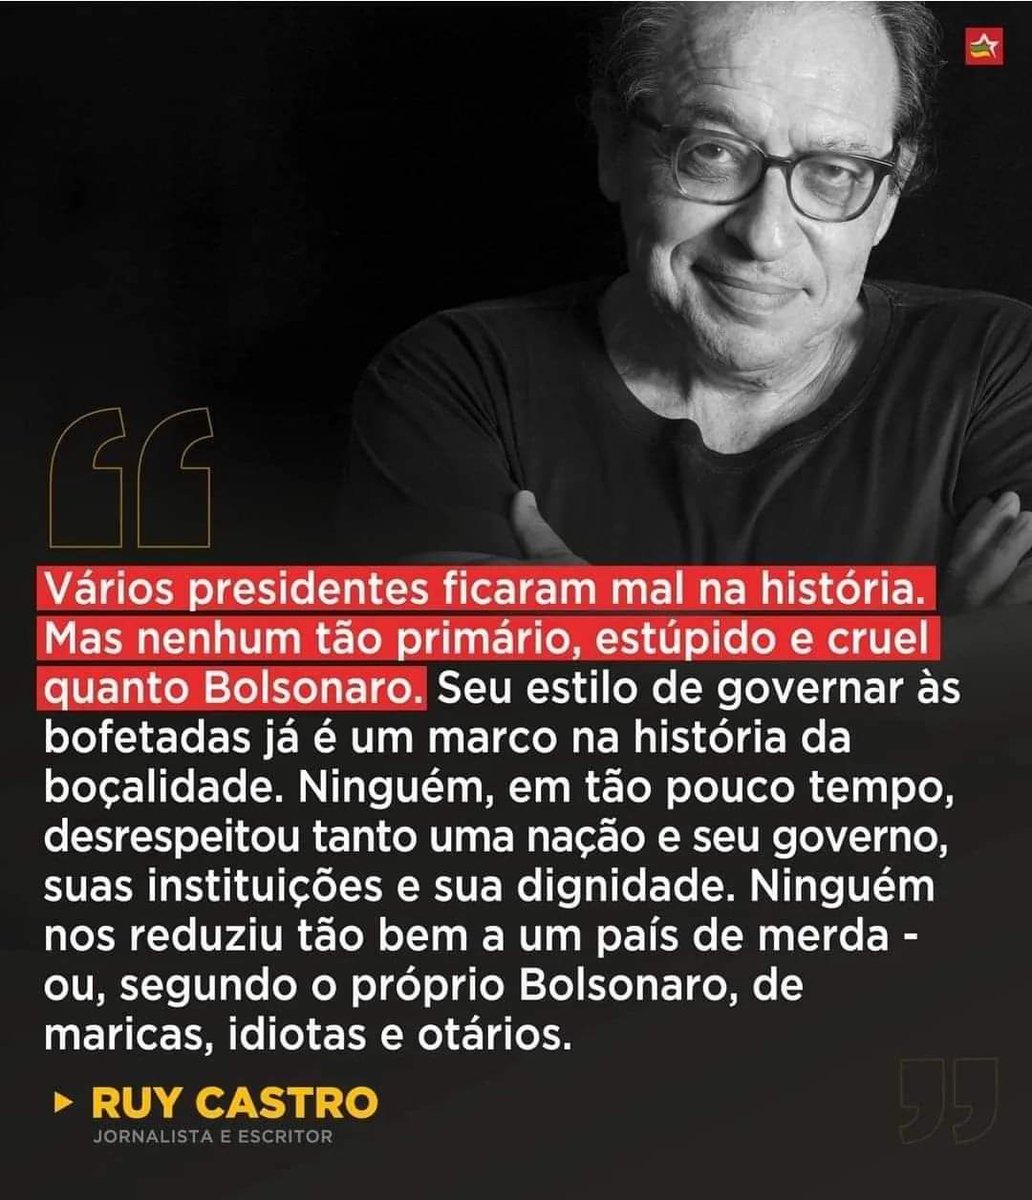 Vários presidentes ficaram mal na história.
Mas nenhum tão primário, estúpido e cruel
quanto Bolsonaro. Seu estilo de governar às
bofetadas já é um marco na história da
boçalidade. Ninguém, em tão pouco tempo,
desrespeitou tanto uma nação e seu governo,
suas instituições e sua dignidade. Ninguém
nos reduziu tão bem a um país de merda -
ou, segundo o próprio Bolsonaro, de
maricas, idiotas e otários.
RUY CASTRO
JORNALISTA E ESCRITOR